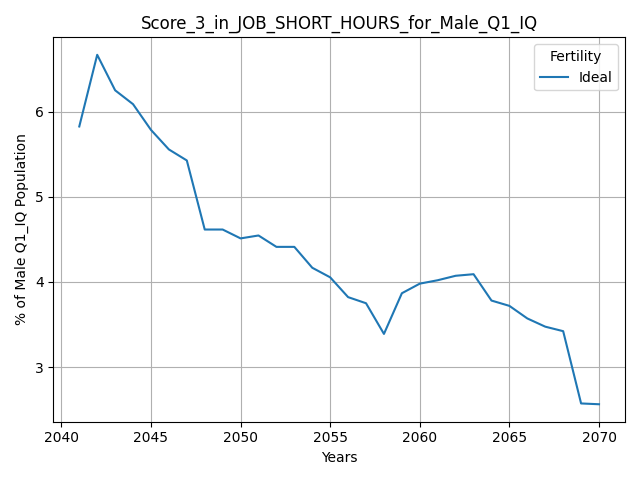 Score_3_in_JOB_SHORT_HOURS_for_Male_Q1_IQ
Fertility
Ideal
% of Male Q1_IQ Population
6
5
4
3
2040 2045 2050 2055 2060 2065 2070
Years